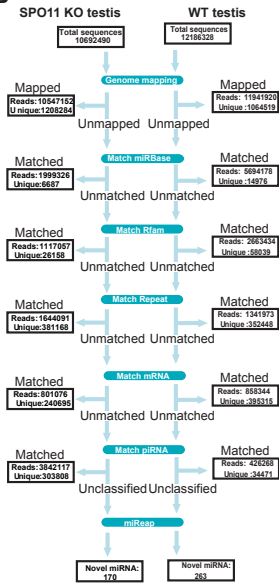 SPO11 KO testis WT testis
Total sequences
10692490
Total sequences
12186328
Genome mapping
Mapped
Reads:10547152
Unique:1208284
Mapped
Reads: 11941920
Unique :1064519
Unmapped Unmapped
Match miRBase
Matched
Reads:1999326
Unique:6687
Matched
Reads: 5694178
Unique :14976
Unmatched Unmatched
Match Rfam
Matched
Reads:1117057
Unique:26158
Matched
Reads: 2663434
Unique :58039
Unmatched Unmatched
Match Repeat
Matched
Reads:1644091
Unique:381168
Matched
Reads: 1341973
Unique :352448
Unmatched Unmatched
Match mRNA
Matched
Reads:801076
Unique:240695
Matched
Reads: 858344
Unique :395315
Unmatched Unmatched
Match piRNA
Matched
Reads:3842117
Unique:303808
Matched
Reads: 426268
Unique :34471
Unclassified Unclassified
miReap
Novel miRNA:
170
Novel miRNA:
263